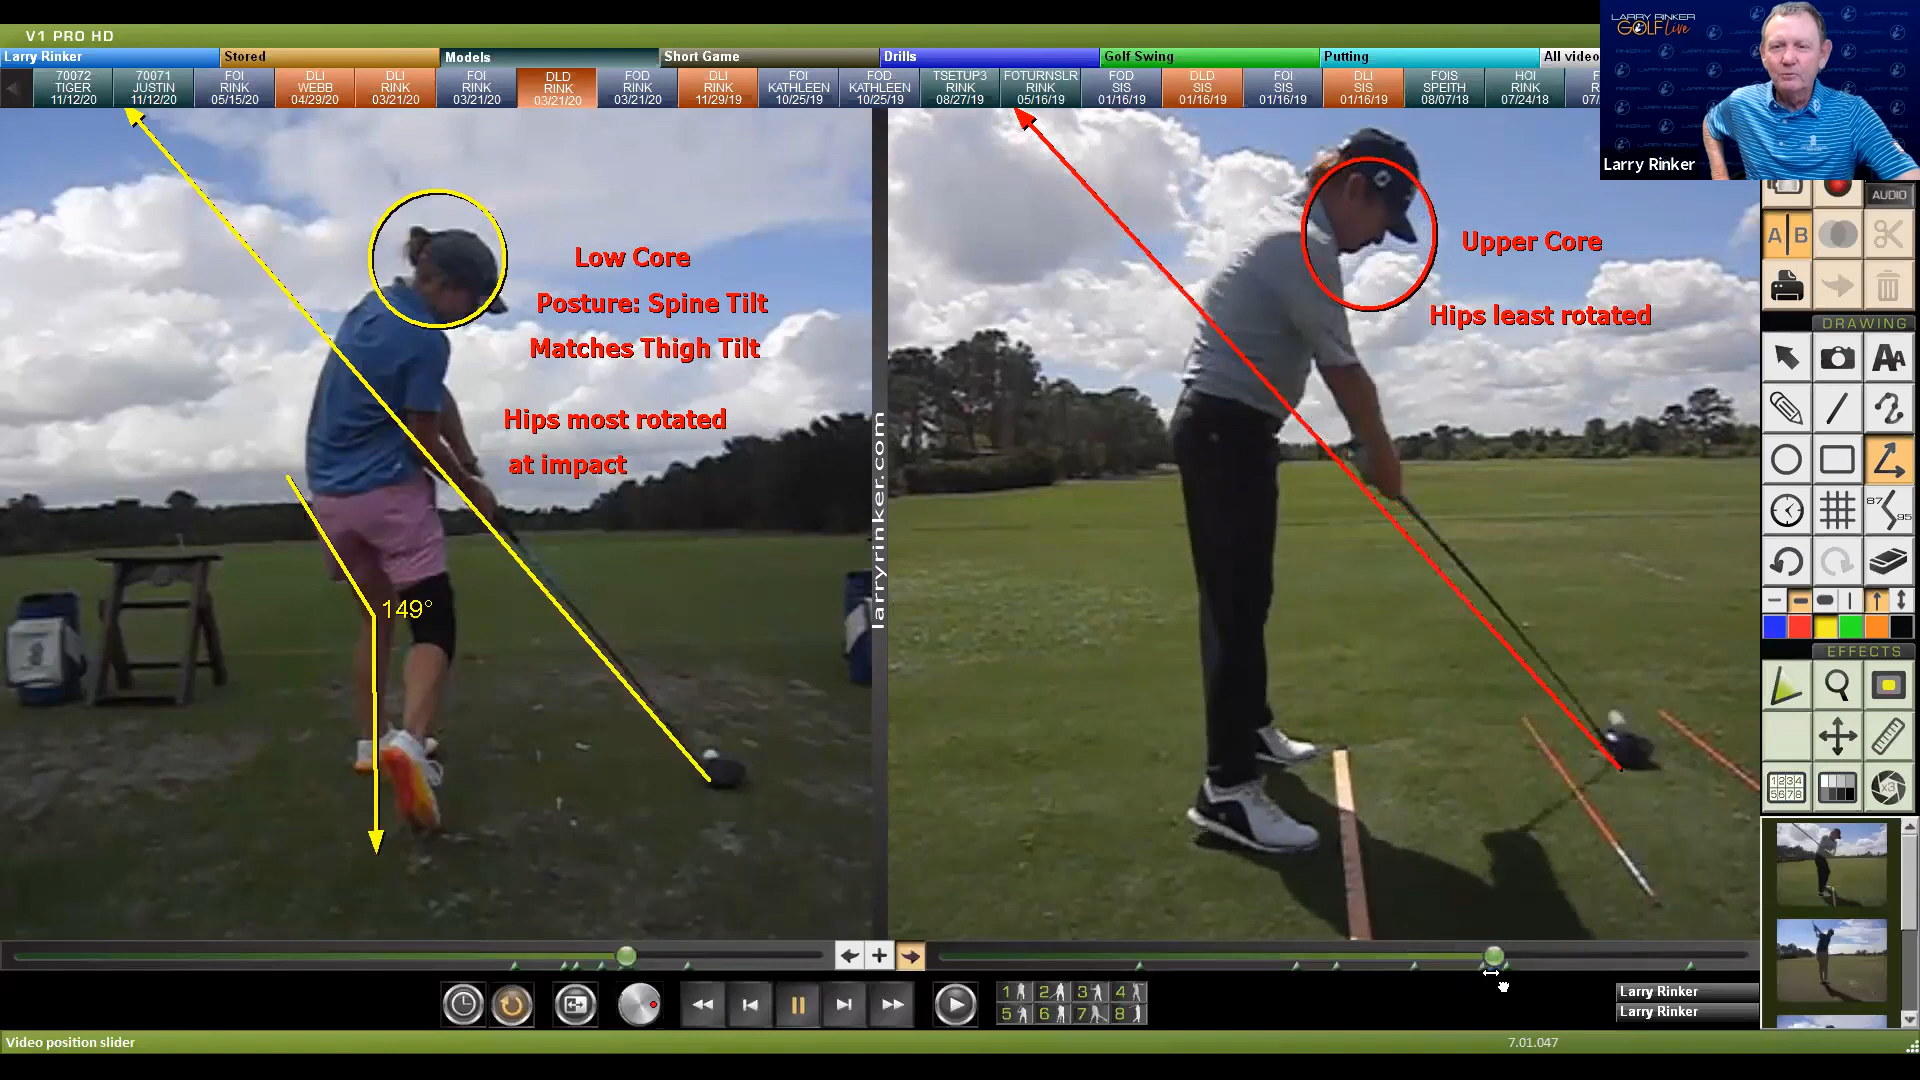 V1 PRO HD
Larry Rinker
Stored
Models
Short Game
Drills
Golf Swing
Putting
All video
70072 TIGER 11/12/20
70071 JUSTIN 11/12/20
FOI RINK 05/15/20
DLI WEBB 04/29/20
DLI RINK 03/21/20
FOI RINK 03/21/20
DLD RINK 03/21/20
FOD RINK 03/21/20
DLI RINK 11/29/19
FOI KATHLEEN 10/25/19
FOD KATHLEEN 10/25/19
TSETUP3 RINK 08/27/19
FOTURNSLR RINK 05/16/19
FOD SIS 01/16/19
DLD SIS 01/16/19
FOI SIS 01/16/19
DLI SIS 01/16/19
FOIS SPEITH 08/07/18
HOI RINK 07/24/18
LARRY RINKER
GOLF Live
Larry Rinker
AUDIO
A|B
DRAWING
AA
87
95
EFFECTS
1234
5678
X3
Low Core
Posture: Spine Tilt
Matches Thigh Tilt
Hips most rotated
at impact
149°
larryrinker.com
Upper Core
Hips least rotated
1 2 3 4
5 6 7 8
Larry Rinker
Larry Rinker
Video position slider
7.01.047